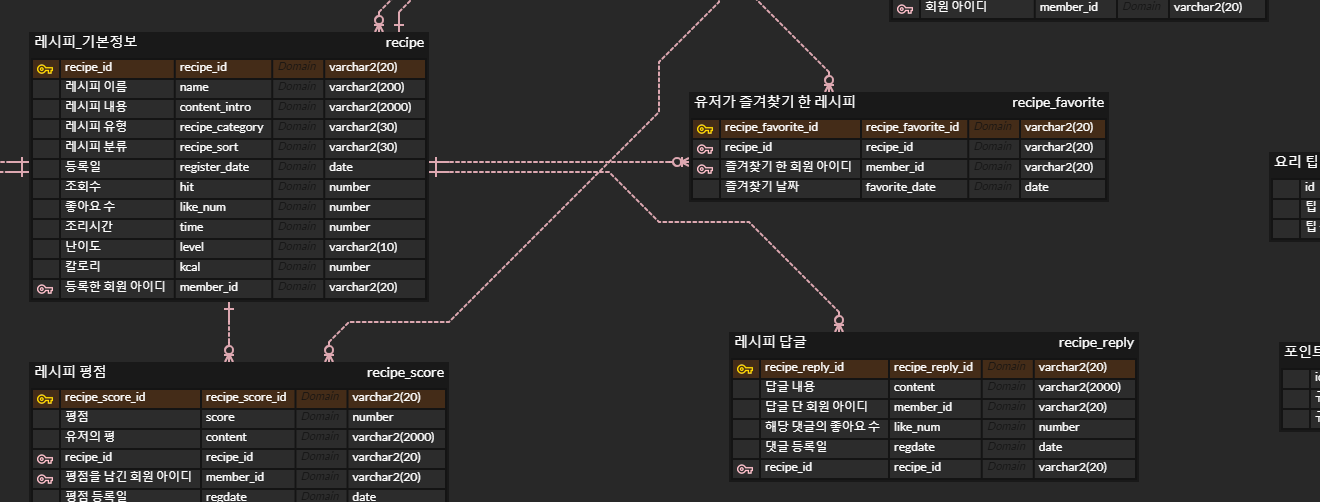 회원 아이디 member_id Domain varchar2(20)
레시피_기본정보 recipe
recipe_id recipe_id Domain varchar2(20)
레시피 이름 name Domain varchar2(200)
레시피 내용 content_intro Domain varchar2(2000)
레시피 유형 recipe_category Domain varchar2(30)
레시피 분류 recipe_sort Domain varchar2(30)
등록일 register_date Domain date
조회수 hit Domain number
좋아요 수 like_num Domain number
조리시간 time Domain number
난이도 level Domain varchar2(10)
칼로리 kcal Domain number
등록한 회원 아이디 member_id Domain varchar2(20)
유저가 즐겨찾기 한 레시피 recipe_favorite
recipe_favorite_id recipe_favorite_id Domain varchar2(20)
recipe_id recipe_id Domain varchar2(20)
즐겨찾기 한 회원 아이디 member_id Domain varchar2(20)
즐겨찾기 날짜 favorite_date Domain date
요리 팁
id
팁
팁
레시피 평점 recipe_score
recipe_score_id recipe_score_id Domain varchar2(20)
평점 score Domain number
유저의 평 content Domain varchar2(2000)
recipe_id recipe_id Domain varchar2(20)
평점을 남긴 회원 아이디 member_id Domain varchar2(20)
평점 등록일 regdate Domain date
레시피 답글 recipe_reply
recipe_reply_id recipe_reply_id Domain varchar2(20)
답글 내용 content Domain varchar2(2000)
답글 단 회원 아이디 member_id Domain varchar2(20)
해당 댓글의 좋아요 수 like_num Domain number
댓글 등록일 regdate Domain date
recipe_id recipe_id Domain varchar2(20)
포인트